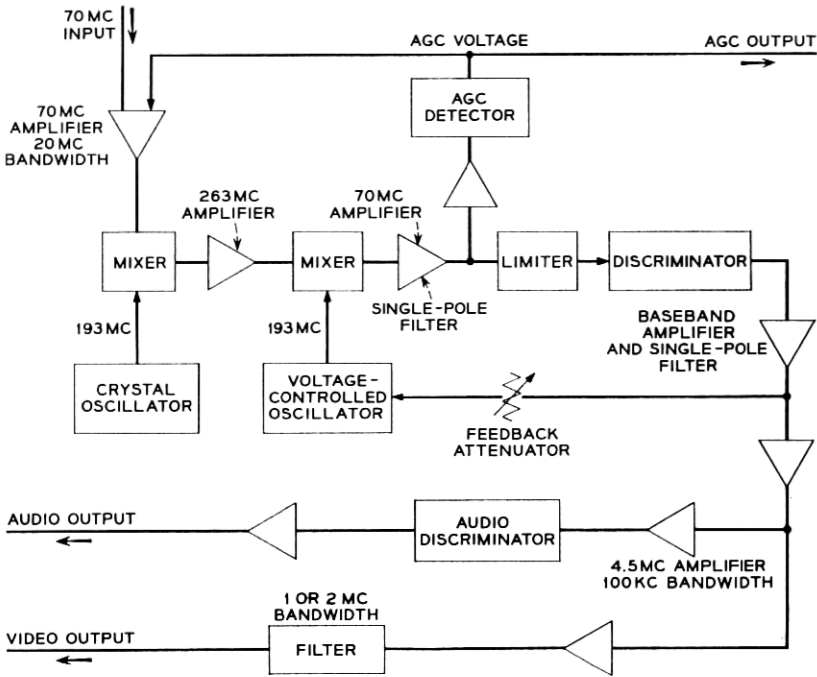 70 MC
INPUT
AGC VOLTAGE
AGC OUTPUT
AGC
DETECTOR
70 MC
AMPLIFIER
20 MC
BANDWIDTH
263 MC
AMPLIFIER
70 MC
AMPLIFIER
MIXER
MIXER
LIMITER
DISCRIMINATOR
SINGLE-POLE
FILTER
193 MC
193 MC
BASEBAND
AMPLIFIER
AND SINGLE-POLE
FILTER
CRYSTAL
OSCILLATOR
VOLTAGE-
CONTROLLED
OSCILLATOR
FEEDBACK
ATTENUATOR
AUDIO OUTPUT
AUDIO
DISCRIMINATOR
4.5 MC AMPLIFIER
100 KC BANDWIDTH
1 OR 2 MC
BANDWIDTH
VIDEO OUTPUT
FILTER